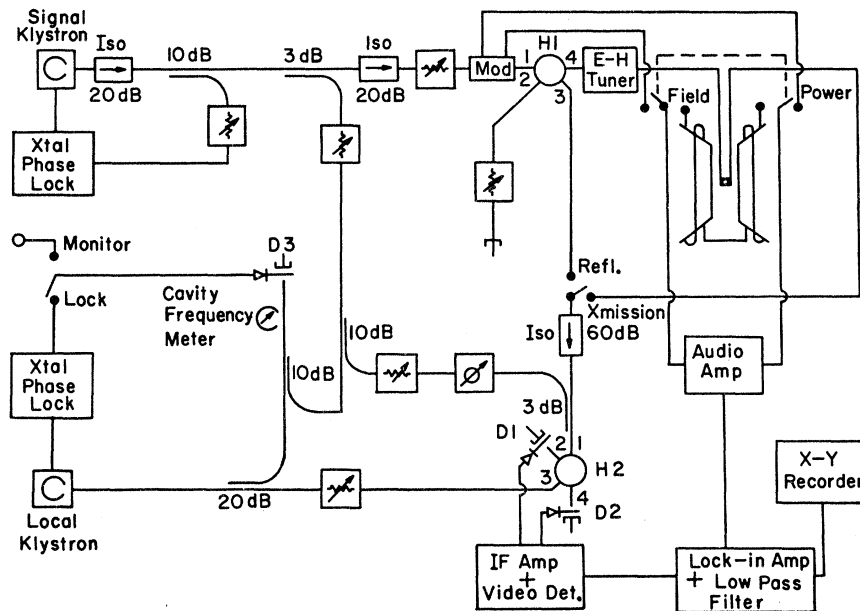 Signal
Klystron
Iso
20dB
10dB
3dB
Iso
20dB
Mod
1
2
H1
4
3
E-H
Tuner
Field
Power
Xtal
Phase
Lock
Monitor
Lock
D3
Cavity
Frequency
Meter
10dB
10dB
Refl.
Xmission
Iso
60dB
Audio
Amp
Xtal
Phase
Lock
3dB
D1
2
1
3
H2
4
D2
20dB
Local
Klystron
X-Y
Recorder
IF Amp
+
Video Det.
Lock-in Amp
+ Low Pass
Filter